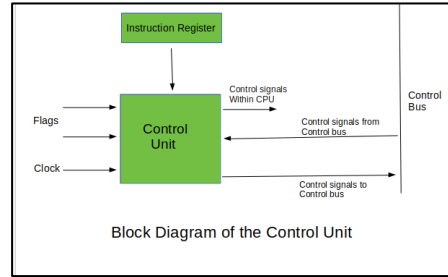 Instruction Register
Control signals
Within CPU
Control
Bus
Flags
Control
Unit
Control signals from
Control bus
Clock
Control signals to
Control bus
Block Diagram of the Control Unit